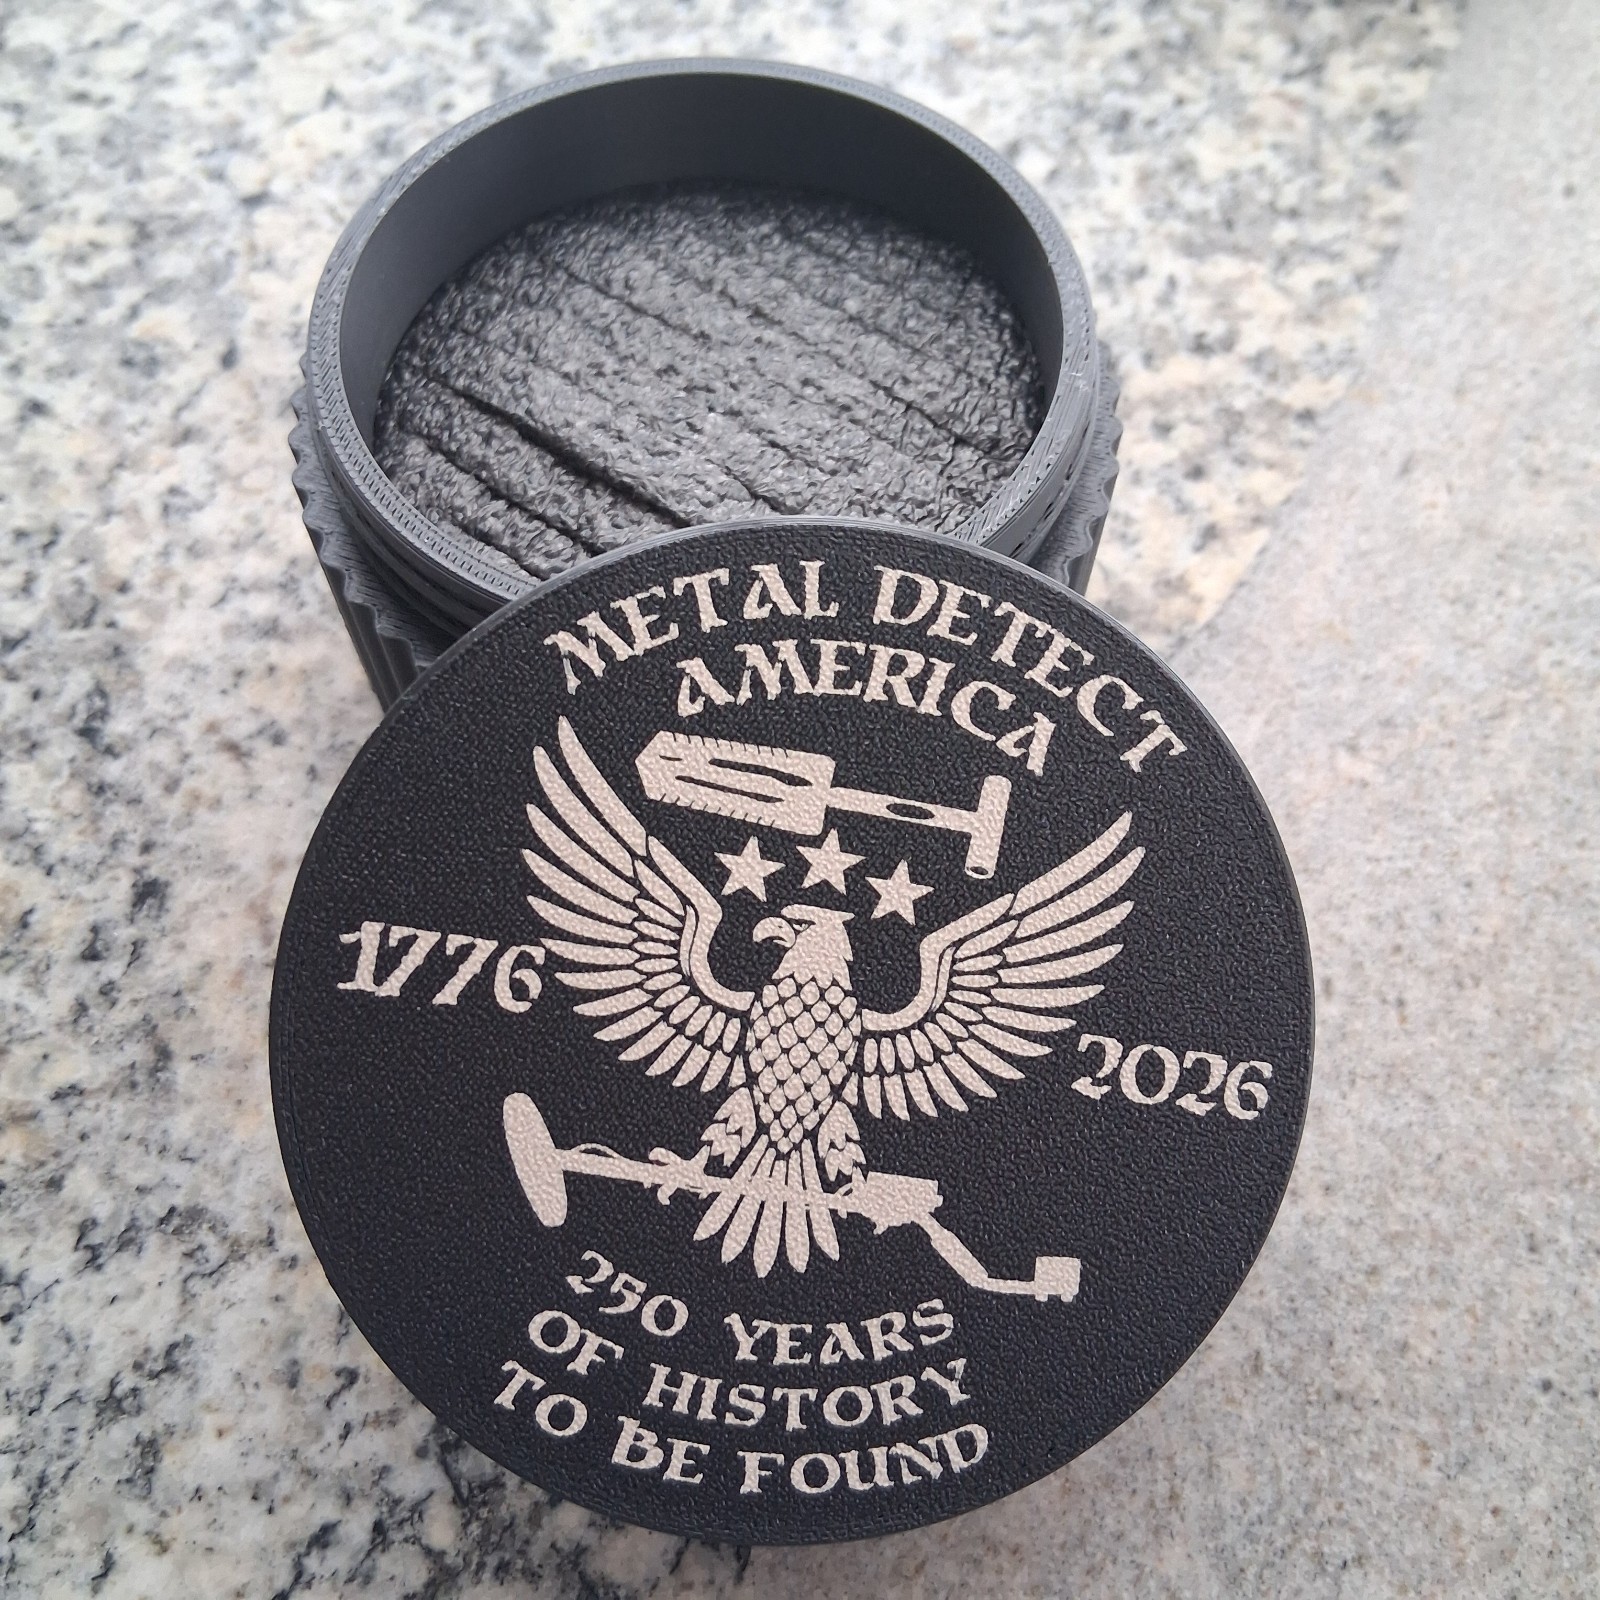 METAL DETECT
AMERICA
1776
2026
250 YEARS
OF HISTORY
TO BE FOUND